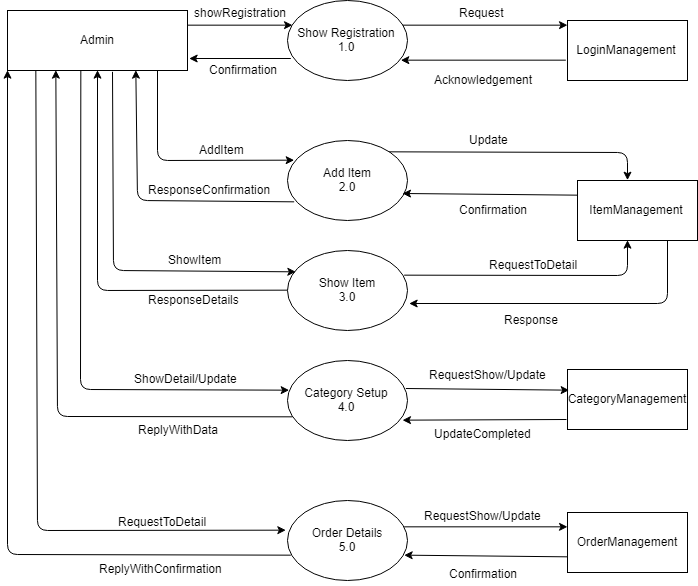 showRegistration
Request
Admin
Show Registration
1.0
LoginManagement
Confirmation
Acknowledgement
AddItem
Update
Add Item
2.0
ResponseConfirmation
Confirmation
ItemManagement
ShowItem
RequestToDetail
Show Item
3.0
ResponseDetails
Response
ShowDetail/Update
RequestShow/Update
Category Setup
4.0
CategoryManagement
ReplyWithData
UpdateCompleted
RequestToDetail
RequestShow/Update
Order Details
5.0
OrderManagement
ReplyWithConfirmation
Confirmation